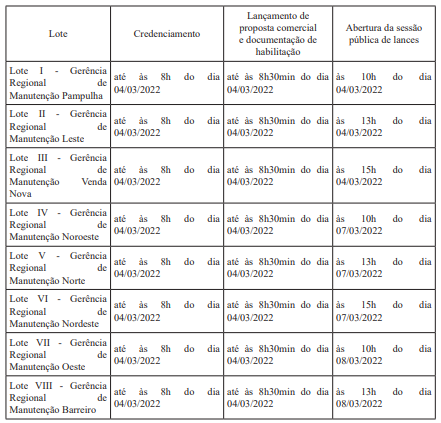 Lote
Credenciamento
Lançamento de
proposta comercial
e documentação de
habilitação
Abertura da sessão
pública de lances
Lote I - Gerência
Regional de
Manutenção Pampulha
até às 8h do dia
04/03/2022
até às 8h30min do dia
04/03/2022
às 10h do dia
04/03/2022
Lote II - Gerência
Regional de
Manutenção Leste
até às 8h do dia
04/03/2022
até às 8h30min do dia
04/03/2022
às 13h do dia
04/03/2022
Lote III - Gerência
Regional de
Manutenção Venda
Nova
até às 8h do dia
04/03/2022
até às 8h30min do dia
04/03/2022
às 15h do dia
04/03/2022
Lote IV - Gerência
Regional de
Manutenção Noroeste
até às 8h do dia
04/03/2022
até às 8h30min do dia
04/03/2022
às 10h do dia
07/03/2022
Lote V - Gerência
Regional de
Manutenção Norte
até às 8h do dia
04/03/2022
até às 8h30min do dia
04/03/2022
às 13h do dia
07/03/2022
Lote VI - Gerência
Regional de
Manutenção Nordeste
até às 8h do dia
04/03/2022
até às 8h30min do dia
04/03/2022
às 15h do dia
07/03/2022
Lote VII - Gerência
Regional de
Manutenção Oeste
até às 8h do dia
04/03/2022
até às 8h30min do dia
04/03/2022
às 10h do dia
08/03/2022
Lote VIII - Gerência
Regional de
Manutenção Barreiro
até às 8h do dia
04/03/2022
até às 8h30min do dia
04/03/2022
às 13h do dia
08/03/2022